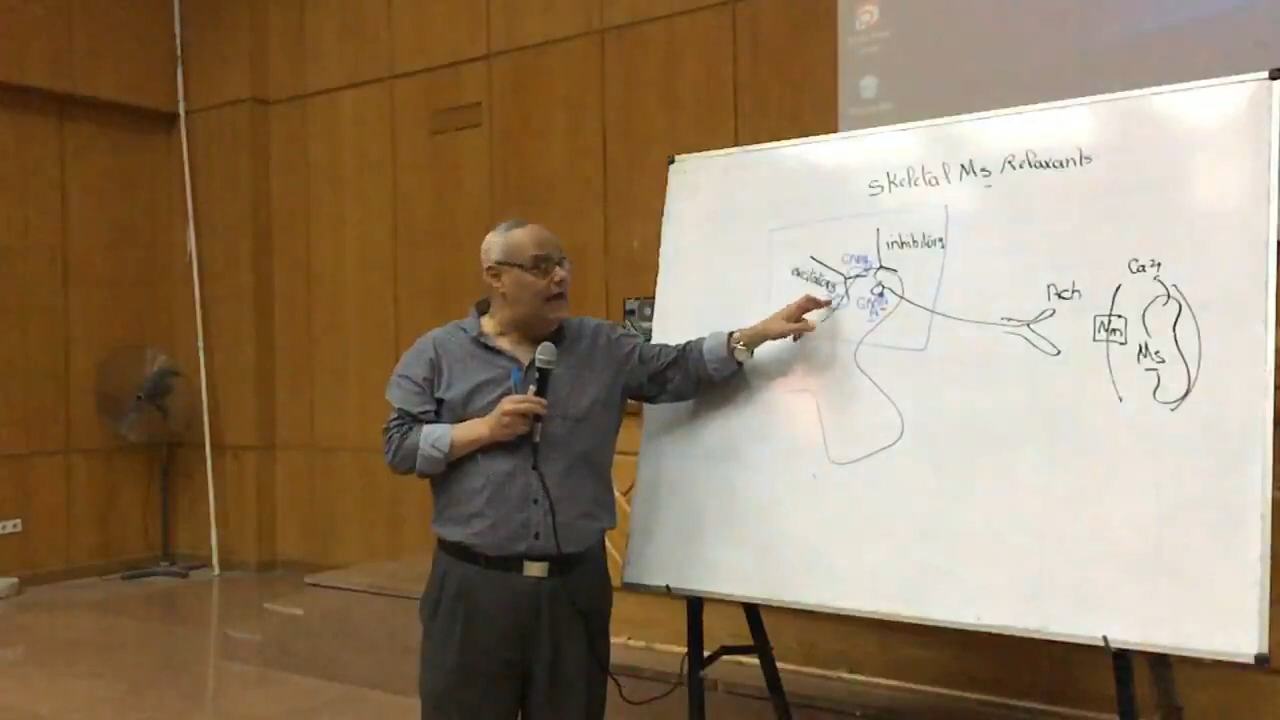 Skeletal Ms Relaxants
inhibitory
excitatory
Ach
Ca²⁺
Nm
Ms